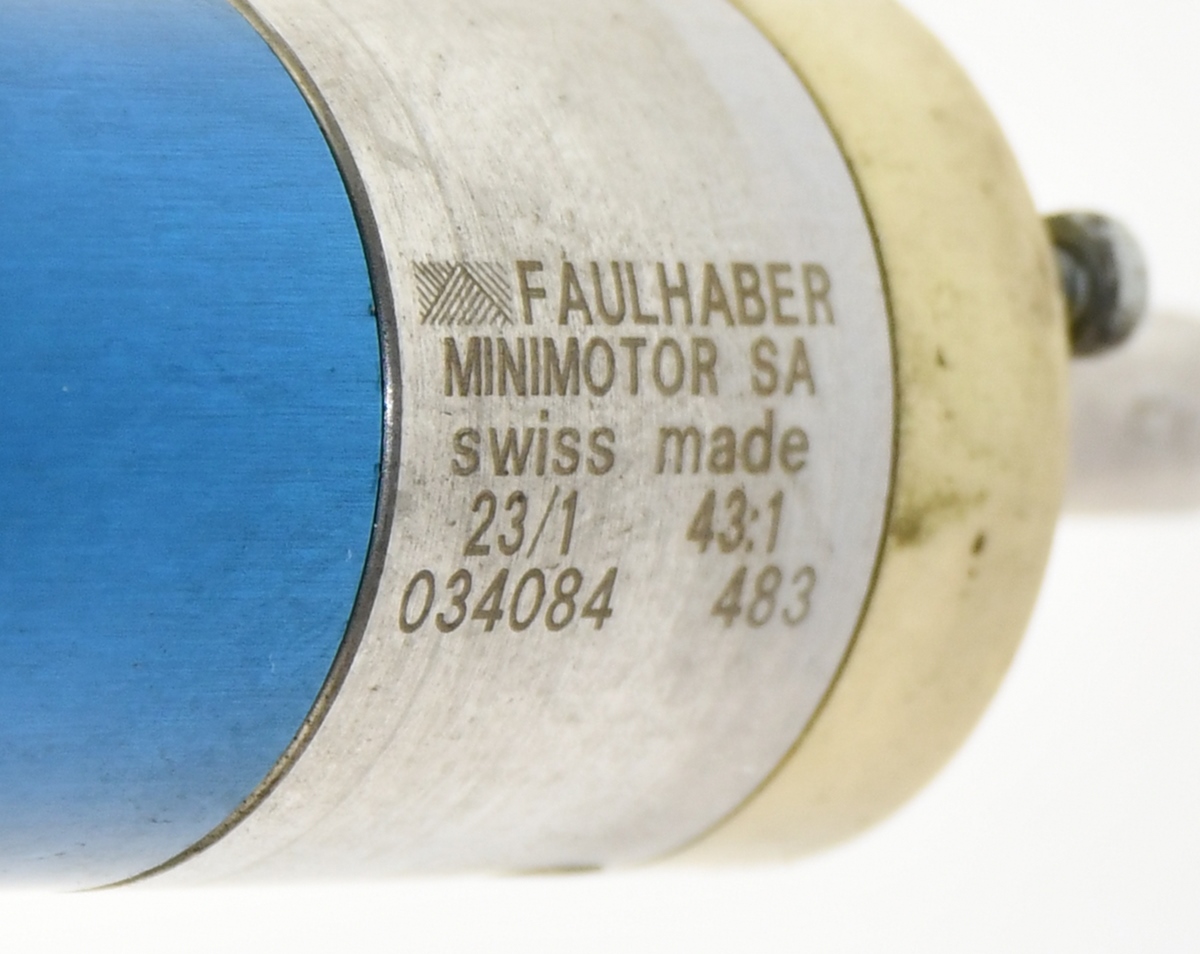 FAULHABER
MINIMOTOR SA
swiss made
23/1 43:1
034084 483